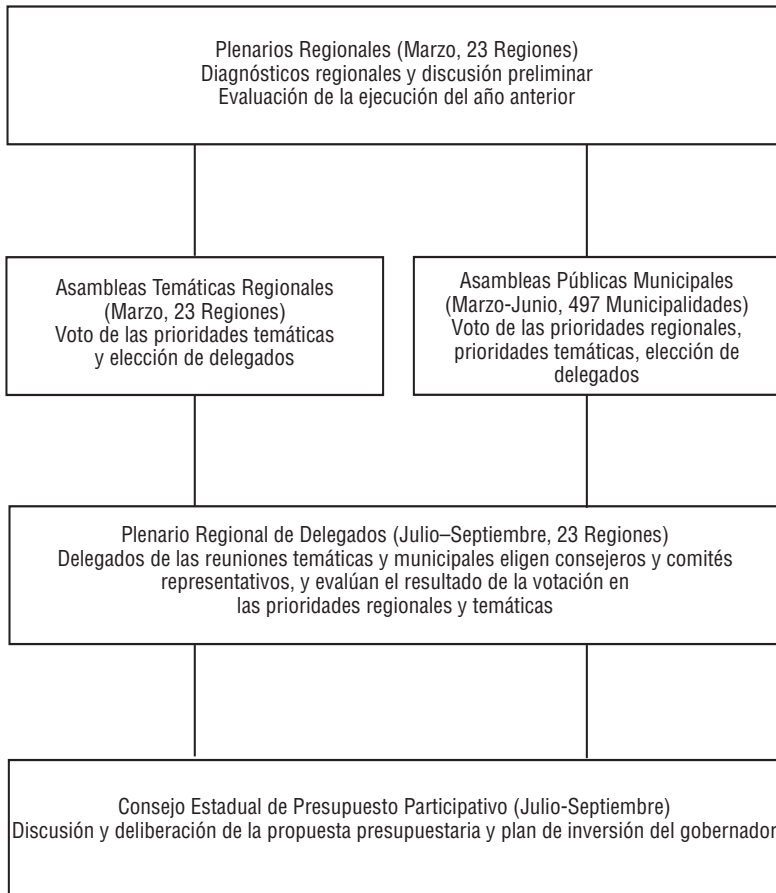 Plenarios Regionales (Marzo, 23 Regiones)
Diagnósticos regionales y discusión preliminar
Evaluación de la ejecución del año anterior
Asambleas Temáticas Regionales
(Marzo, 23 Regiones)
Voto de las prioridades temáticas
y elección de delegados
Asambleas Públicas Municipales
(Marzo-Junio, 497 Municipalidades)
Voto de las prioridades regionales,
prioridades temáticas, elección de
delegados
Plenario Regional de Delegados (Julio–Septiembre, 23 Regiones)
Delegados de las reuniones temáticas y municipales eligen consejeros y comités
representativos, y evalúan el resultado de la votación en
las prioridades regionales y temáticas
Consejo Estadual de Presupuesto Participativo (Julio-Septiembre)
Discusión y deliberación de la propuesta presupuestaria y plan de inversión del gobernador